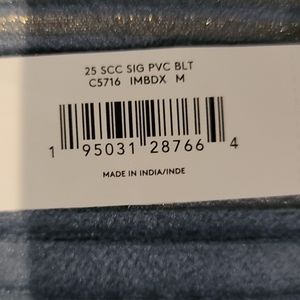 25 SCC SIG PVC BLT
C5716 IMBDX M
1 95031 28766 4
MADE IN INDIA/INDE